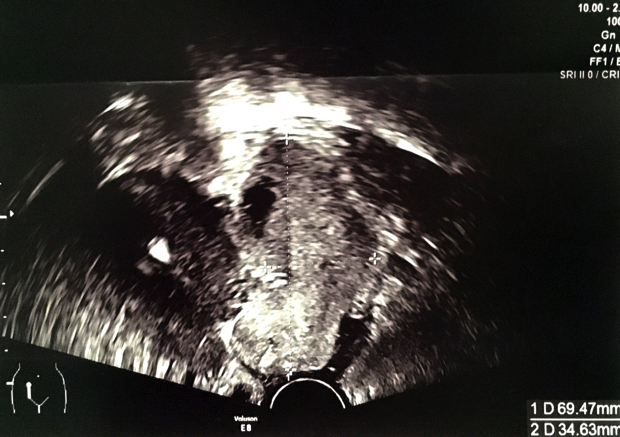 10.00 - 2.
100
Gn
C4 / M
FF1 / E
SRI II 0 / CRI
Voluson
E8
1 D 69.47mm
2 D 34.63mm